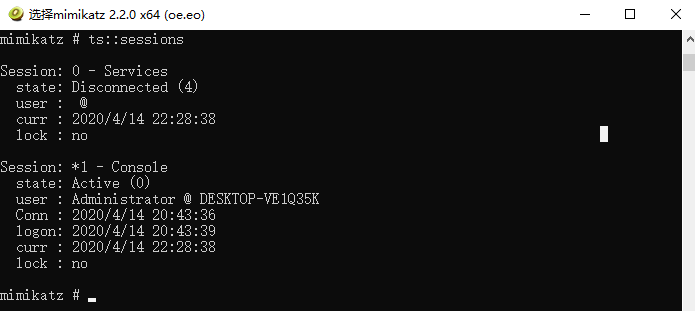 选择mimikatz 2.2.0 x64 (oe.eo)
mimikatz # ts::sessions
Session: 0 - Services
state: Disconnected (4)
user :  @
curr : 2020/4/14 22:28:38
lock : no
Session: *1 - Console
state: Active (0)
user : Administrator @ DESKTOP-VE1Q35K
Conn : 2020/4/14 20:43:36
logon: 2020/4/14 20:43:39
curr : 2020/4/14 22:28:38
lock : no
mimikatz #